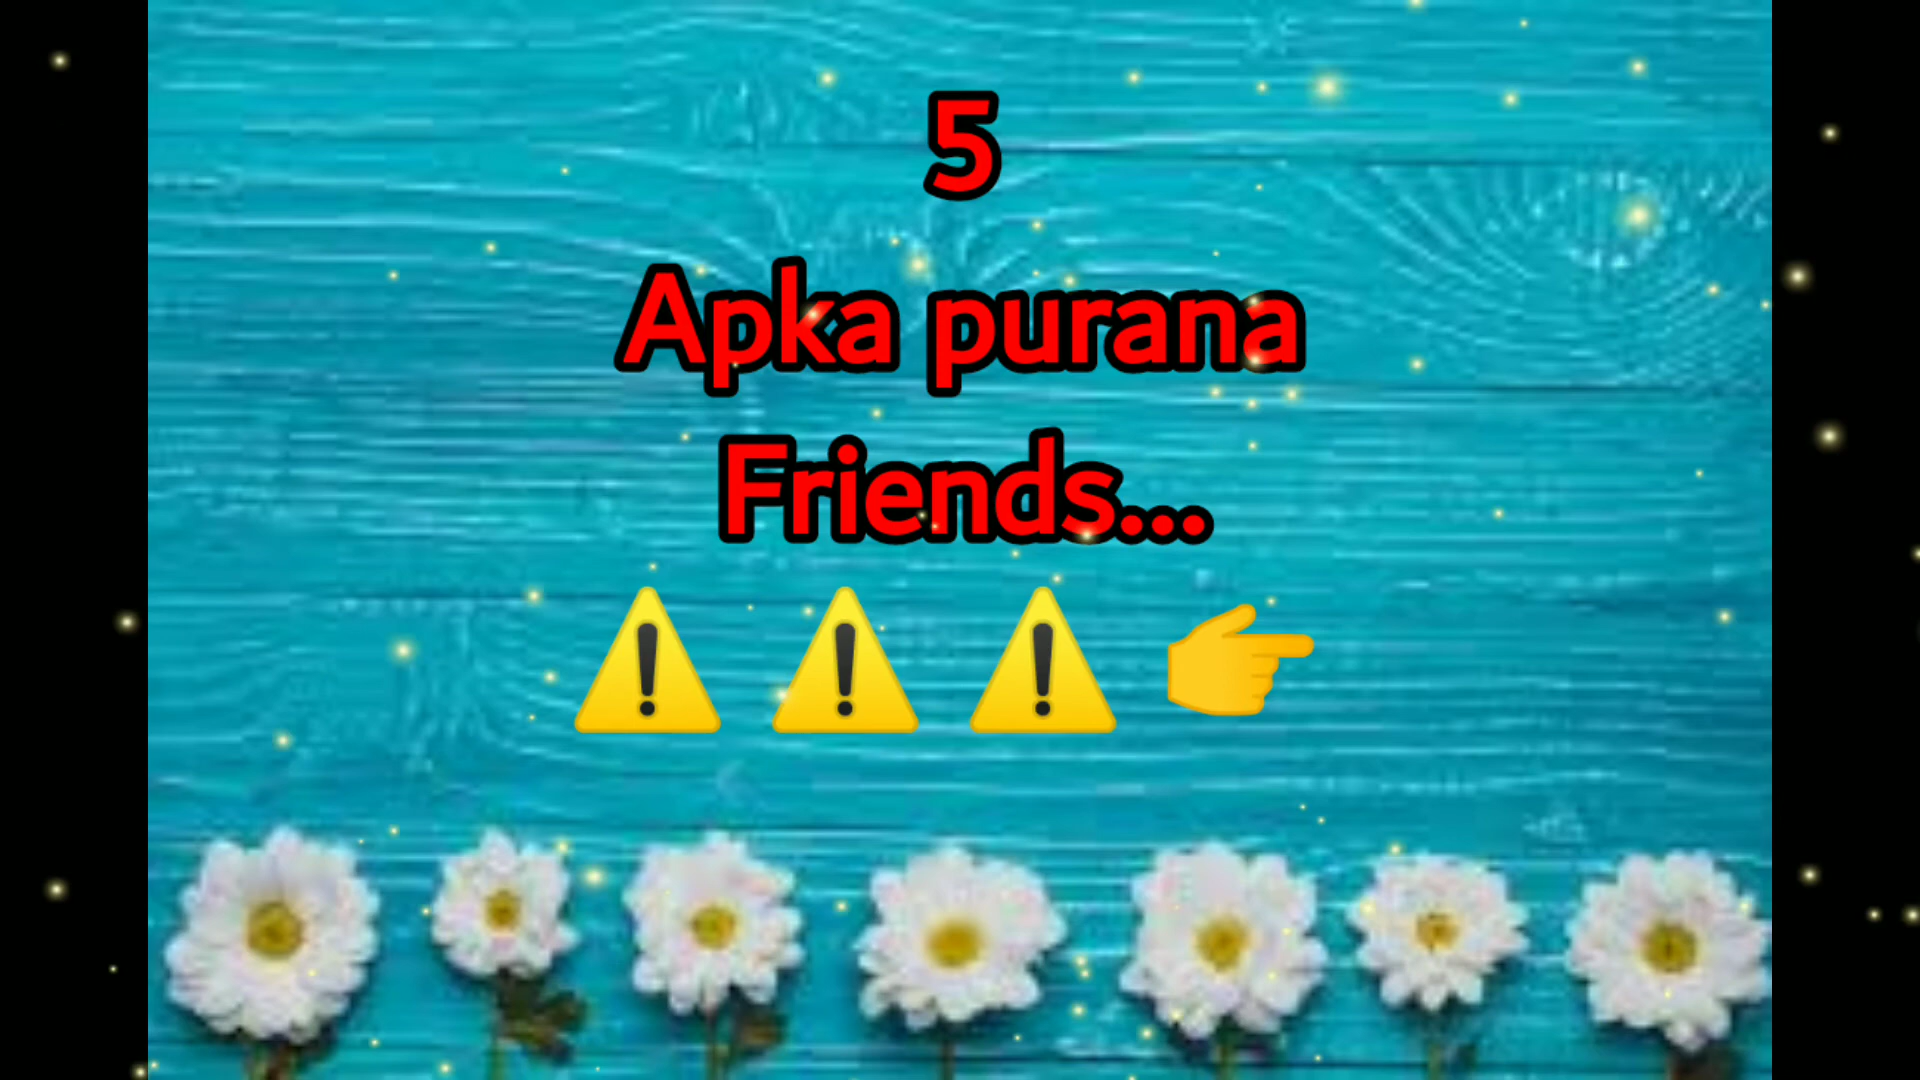 5
Apka purana
Friends...
⚠️ ⚠️ ⚠️ 👉